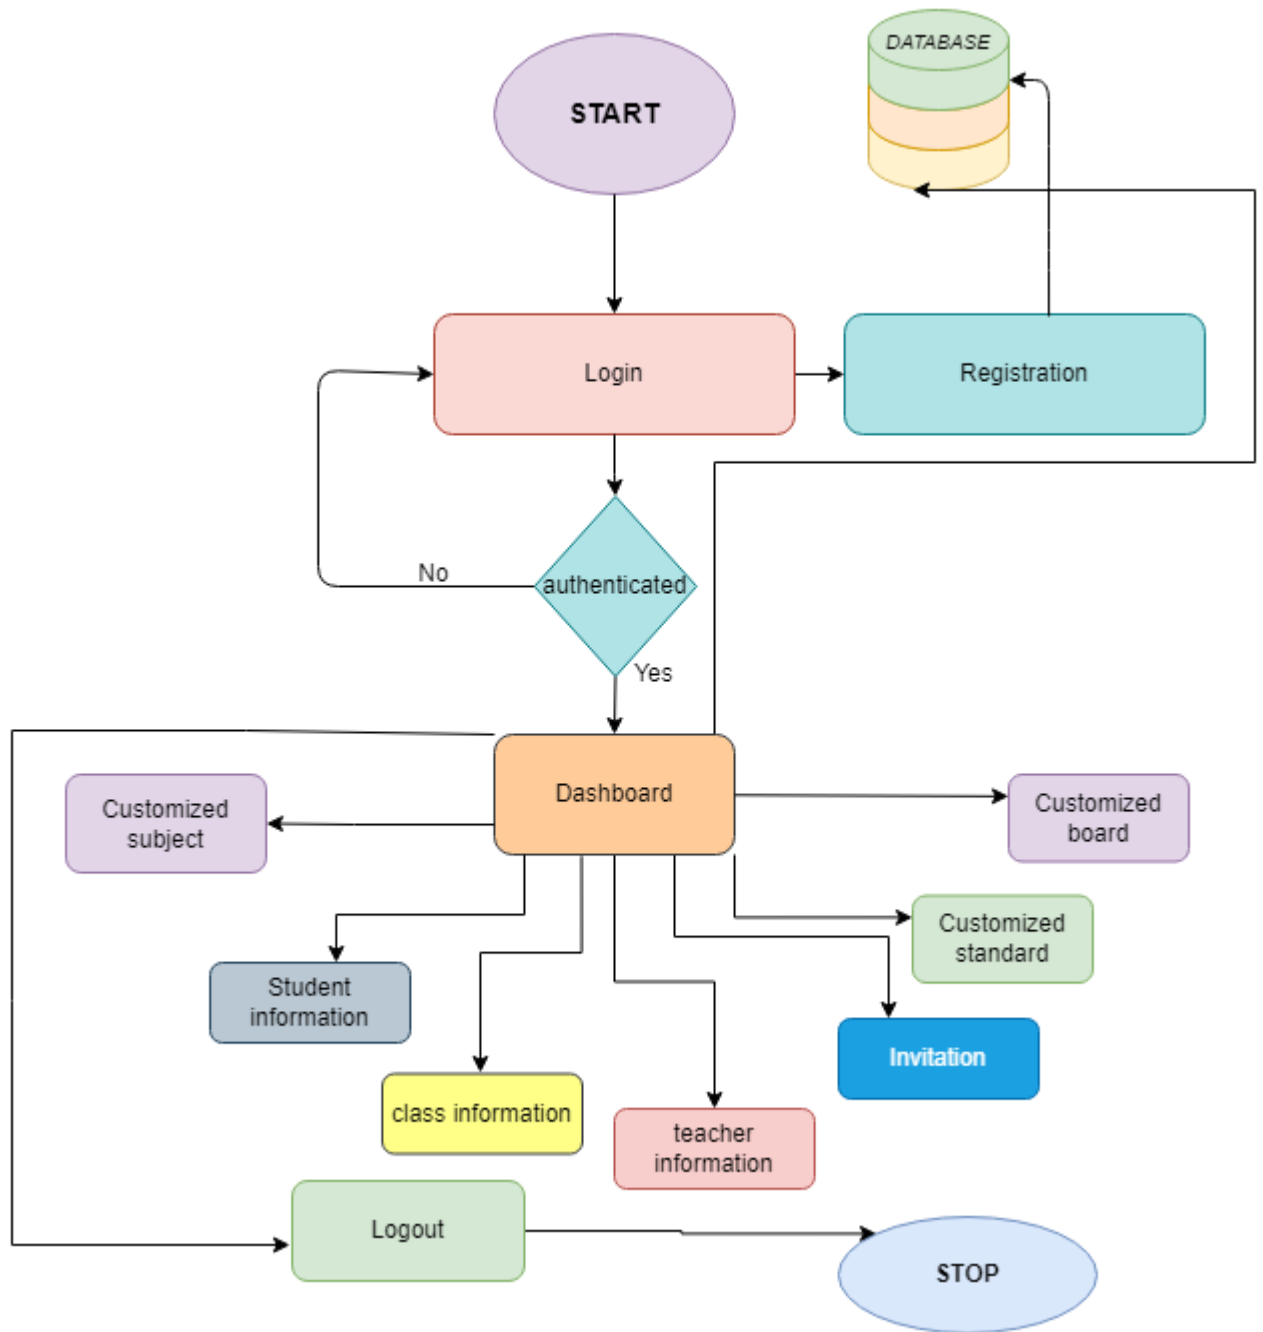 DATABASE
START
Login
Registration
No
authenticated
Yes
Dashboard
Customized
subject
Customized
board
Customized
standard
Student
information
Invitation
class information
teacher
information
Logout
STOP